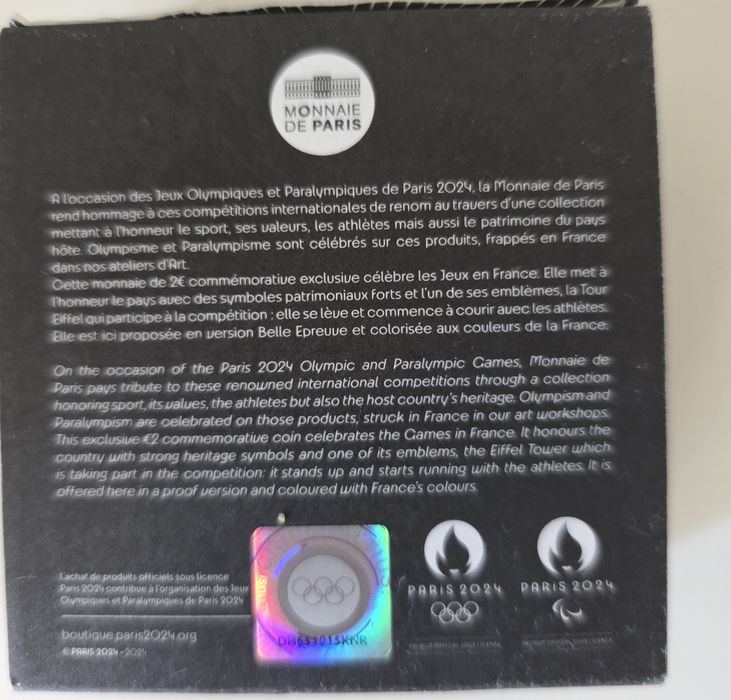 MONNAIE
DE PARIS
A l'occasion des Jeux Olympiques et Paralympiques de Paris 2024, la Monnaie de Paris
rend hommage à ces compétitions internationales de renom au travers d'une collection
mettant à l'honneur le sport, ses valeurs, les athlètes mais aussi le patrimoine du pays
hôte. Olympisme et Paralympisme sont célébrés sur ces produits, frappés en France
dans nos ateliers d'Art.
Cette monnaie de 2€ commémorative exclusive célèbre les Jeux en France. Elle met à
l'honneur le pays avec des symboles patrimoniaux forts et l'un de ses emblèmes, la Tour
Eiffel qui participe à la compétition : elle se lève et commence à courir avec les athlètes.
Elle est ici proposée en version Belle Epreuve et colorisée aux couleurs de la France.
On the occasion of the Paris 2024 Olympic and Paralympic Games, Monnaie de
Paris pays tribute to these renowned international competitions through a collection
honoring sport, its values, the athletes but also the host country's heritage. Olympism and
Paralympism are celebrated on those products, struck in France in our art workshops.
This exclusive €2 commemorative coin celebrates the Games in France. It honours the
country with strong heritage symbols and one of its emblems, the Eiffel Tower which
is taking part in the competition: it stands up and starts running with the athletes. It is
offered here in a proof version and coloured with France's colours.
L'achat de produits officiels sous licence
Paris 2024 contribue à l'organisation des Jeux
Olympiques et Paralympiques de Paris 2024
boutique.paris2024.org
© PARIS 2024 - 2024
DH651015KNR
PARIS 2024
PRODUIT OFFICIEL SOUS LICENCE
PARIS 2024
PRODUIT OFFICIEL SOUS LICENCE